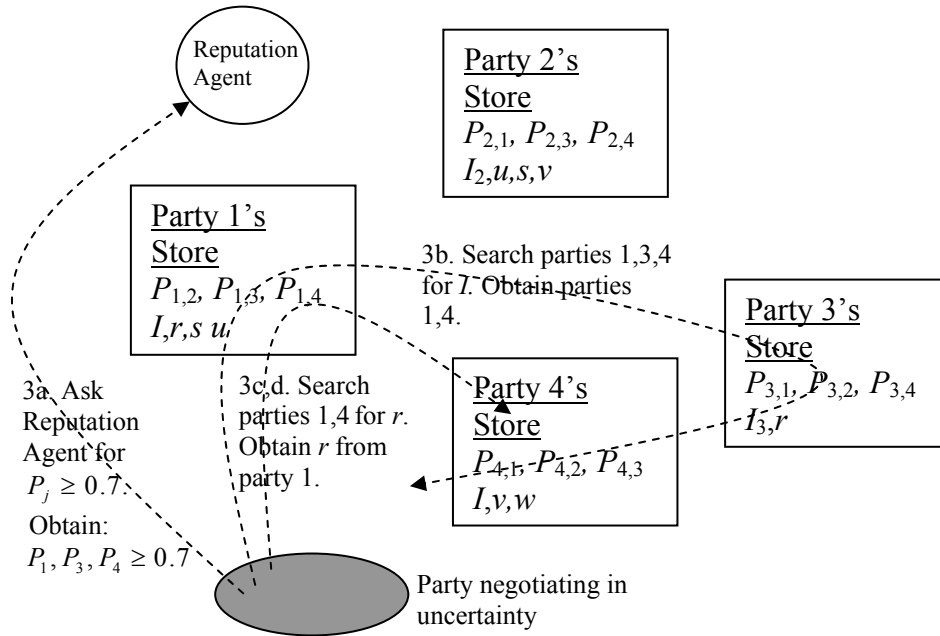 Reputation
Agent
Party 2’s
Store
P2,1, P2,3, P2,4
I2,u,s,v
Party 1’s
Store
P1,2, P1,3, P1,4
I,r,s u
3b. Search parties 1,3,4
for I. Obtain parties
1,4.
Party 3’s
Store
P3,1, P3,2, P3,4
I3,r
3a. Ask
Reputation
Agent for
Pj ≥ 0.7.
Obtain:
P1, P3, P4 ≥ 0.7
3c,d. Search
parties 1,4 for r.
Obtain r from
party 1.
Party 4’s
Store
P4,1, P4,2, P4,3
I,v,w
Party negotiating in
uncertainty